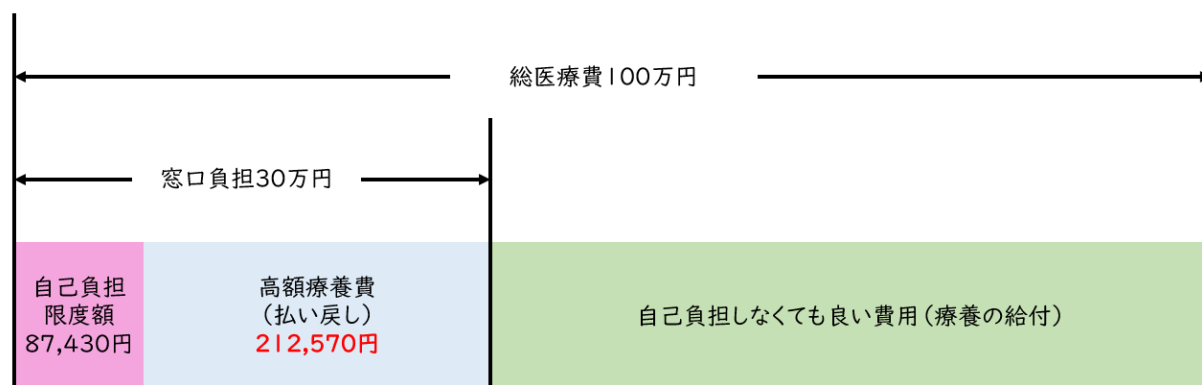 総医療費100万円
窓口負担30万円
自己負担
限度額
87,430円
高額療養費
(払い戻し)
212,570円
自己負担しなくても良い費用(療養の給付)